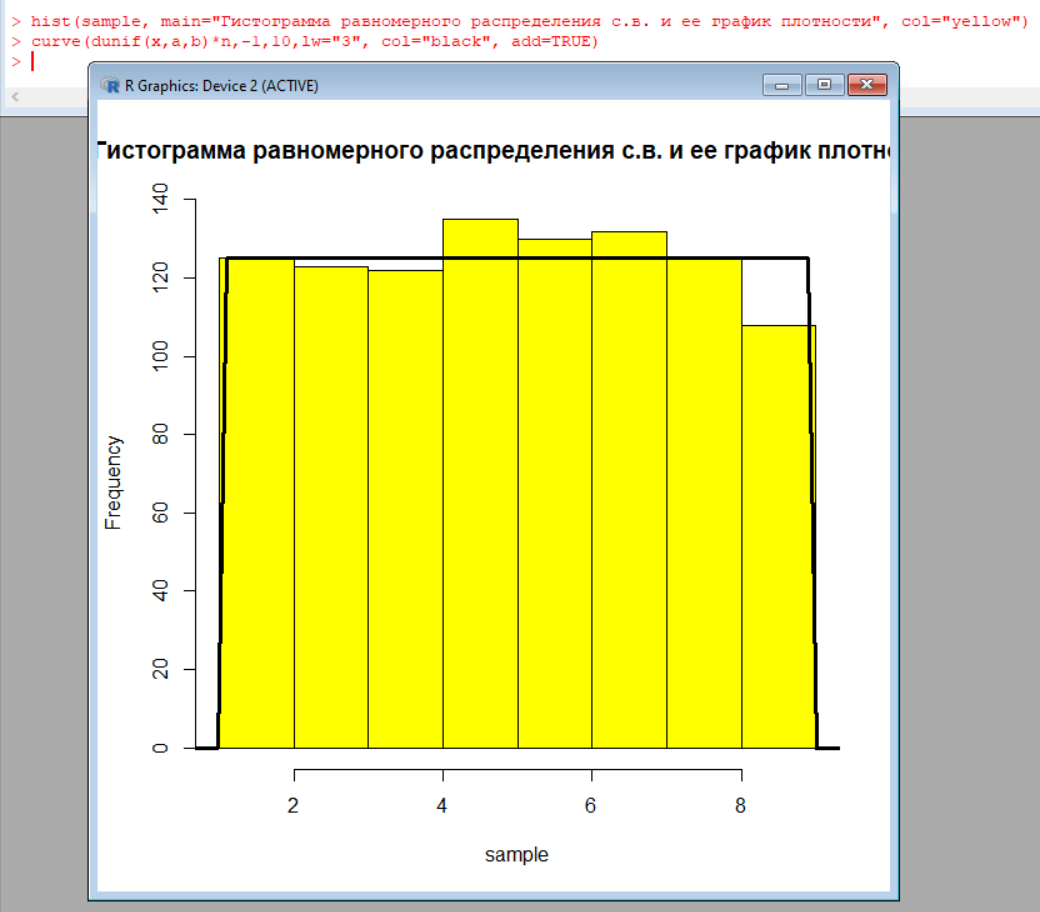 > hist(sample, main="Гистограмма равномерного распределения с.в. и ее график плотности", col="yellow")
> curve(dunif(x,a,b)*n,-1,10,lw="3", col="black", add=TRUE)
>
R Graphics: Device 2 (ACTIVE)
Гистограмма равномерного распределения с.в. и ее график плотн
140
120
100
80
60
40
20
0
Frequency
2 4 6 8
sample